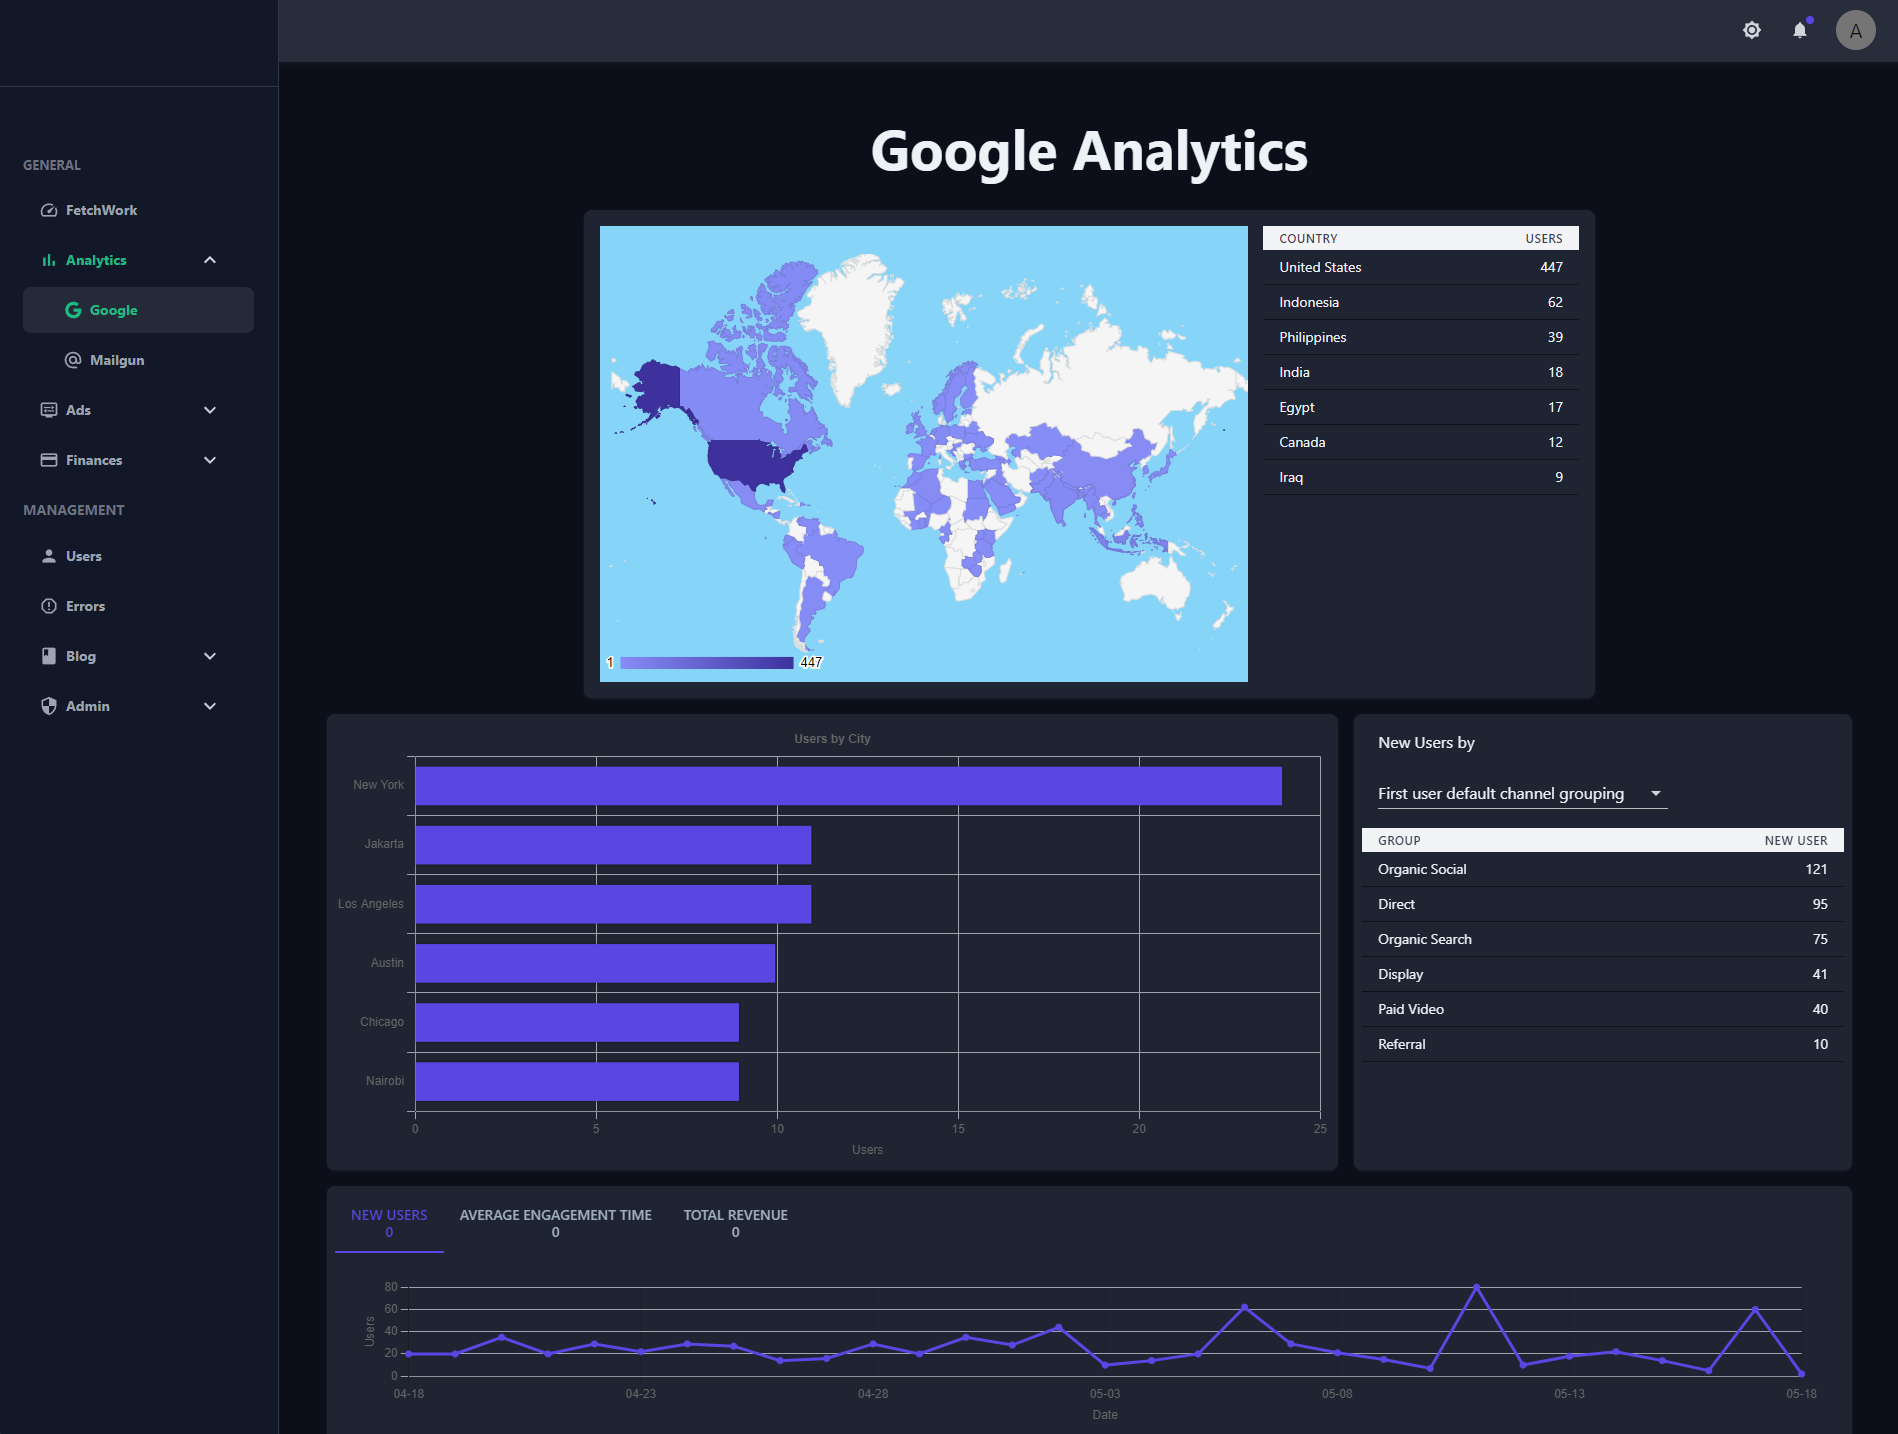 A
GENERAL
FetchWork
Analytics
Google
Mailgun
Ads
Finances
MANAGEMENT
Users
Errors
Blog
Admin
Google Analytics
1
447
COUNTRY USERS
United States 447
Indonesia 62
Philippines 39
India 18
Egypt 17
Canada 12
Iraq 9
Users by City
New York
Jakarta
Los Angeles
Austin
Chicago
Nairobi
0 5 10 15 20 25
Users
New Users by
First user default channel grouping
GROUP NEW USER
Organic Social 121
Direct 95
Organic Search 75
Display 41
Paid Video 40
Referral 10
NEW USERS AVERAGE ENGAGEMENT TIME TOTAL REVENUE
0 0 0
80
60
40
20
0
Users
04-18 04-23 04-28 05-03 05-08 05-13 05-18
Date